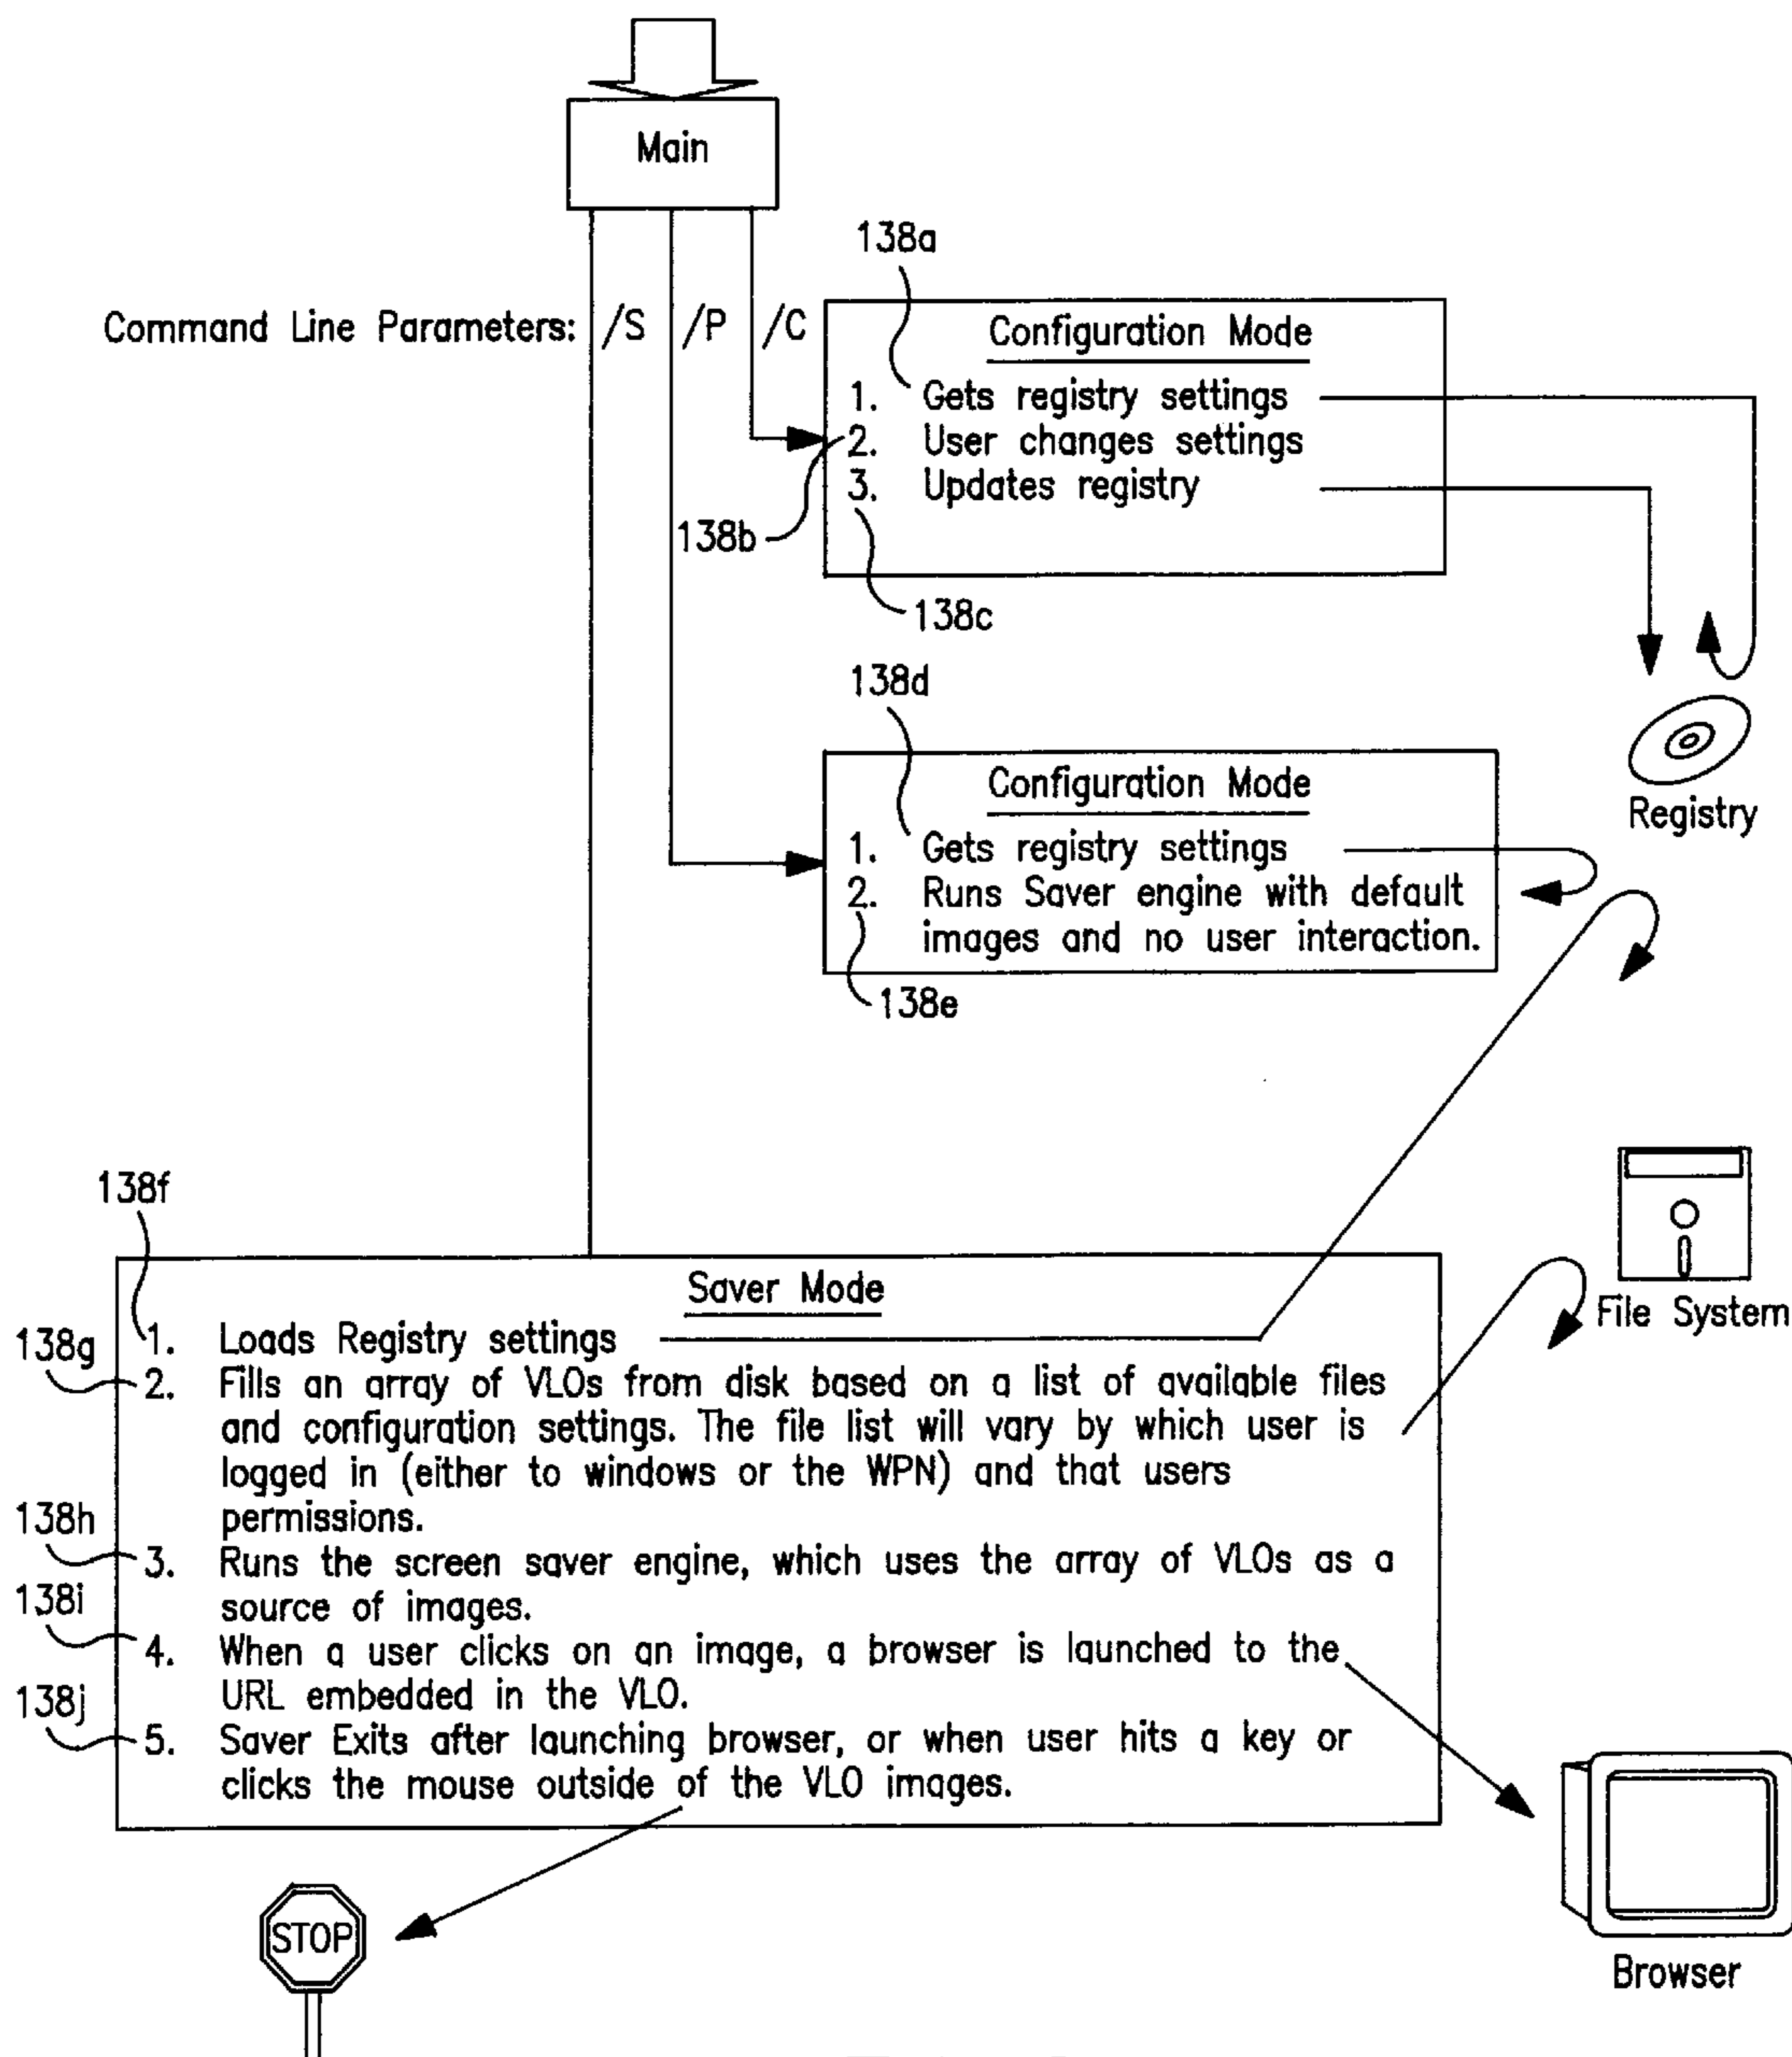 Main
Command Line Parameters: /S /P /C
138a
Configuration Mode
1. Gets registry settings
2. User changes settings
3. Updates registry
138b
138c
138d
Configuration Mode
1. Gets registry settings
2. Runs Saver engine with default
images and no user interaction.
138e
Registry
File System
138f
Saver Mode
138g
1. Loads Registry settings
2. Fills an array of VLOs from disk based on a list of available files
and configuration settings. The file list will vary by which user is
logged in (either to windows or the WPN) and that users
permissions.
138h
3. Runs the screen saver engine, which uses the array of VLOs as a
source of images.
138i
4. When a user clicks on an image, a browser is launched to the
URL embedded in the VLO.
138j
5. Saver Exits after launching browser, or when user hits a key or
clicks the mouse outside of the VLO images.
STOP
Browser